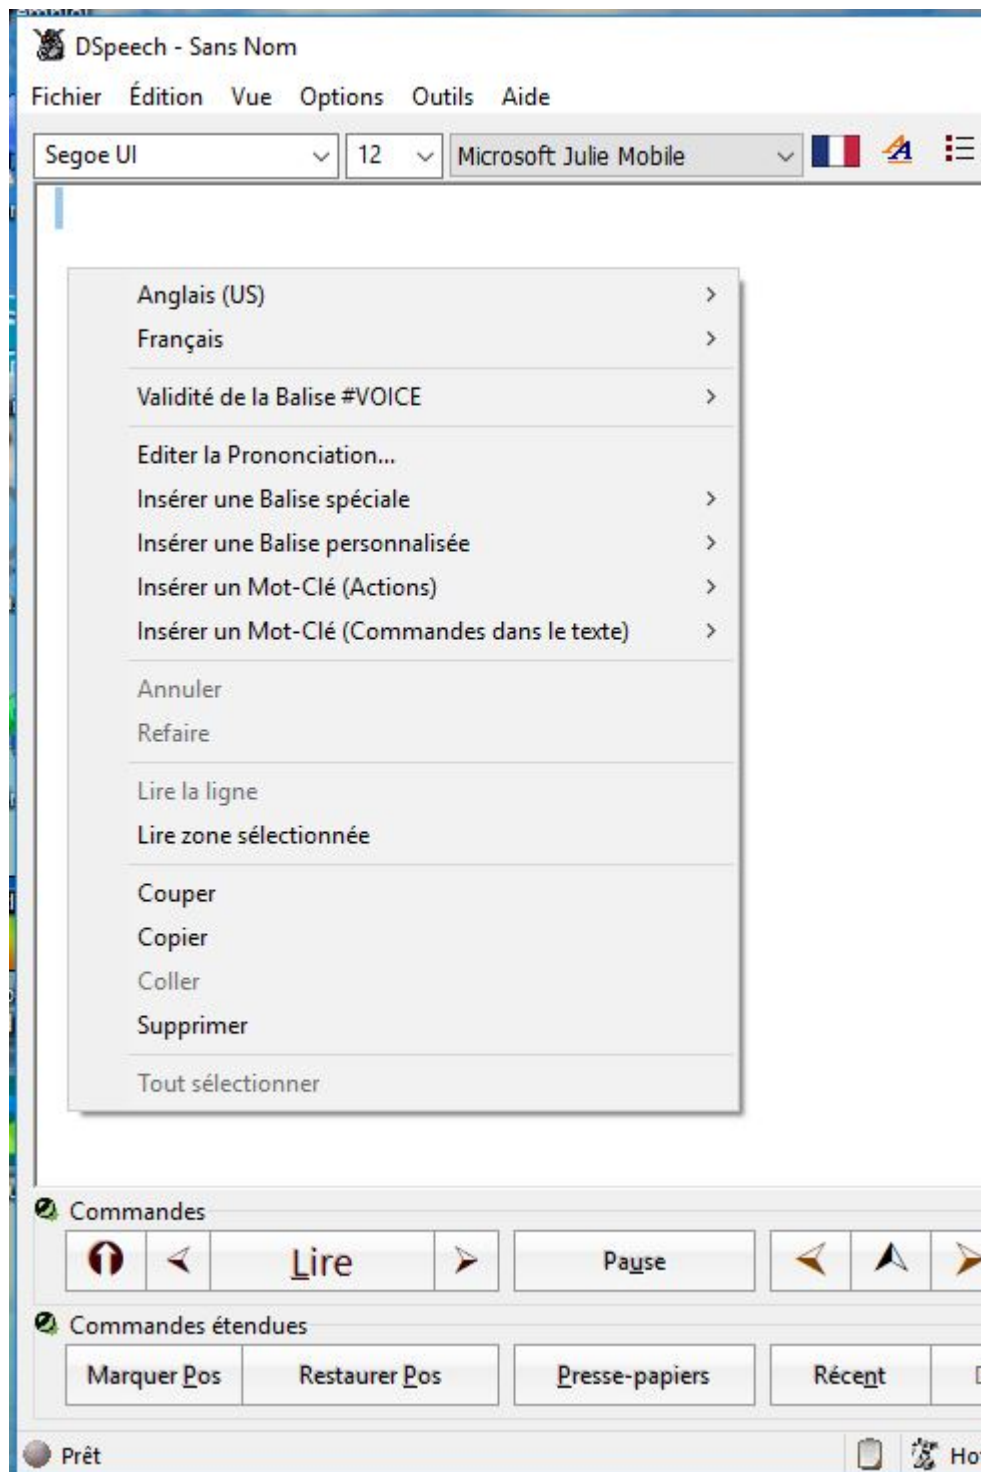 DSpeech - Sans Nom
Fichier Édition Vue Options Outils Aide
Segoe UI 12 Microsoft Julie Mobile
Anglais (US)
Français
Validité de la Balise #VOICE
Editer la Prononciation...
Insérer une Balise spéciale
Insérer une Balise personnalisée
Insérer un Mot-Clé (Actions)
Insérer un Mot-Clé (Commandes dans le texte)
Annuler
Refaire
Lire la ligne
Lire zone sélectionnée
Couper
Copier
Coller
Supprimer
Tout sélectionner
Commandes
Lire Pause
Commandes étendues
Marquer Pos Restaurer Pos Presse-papiers Récent
Prêt